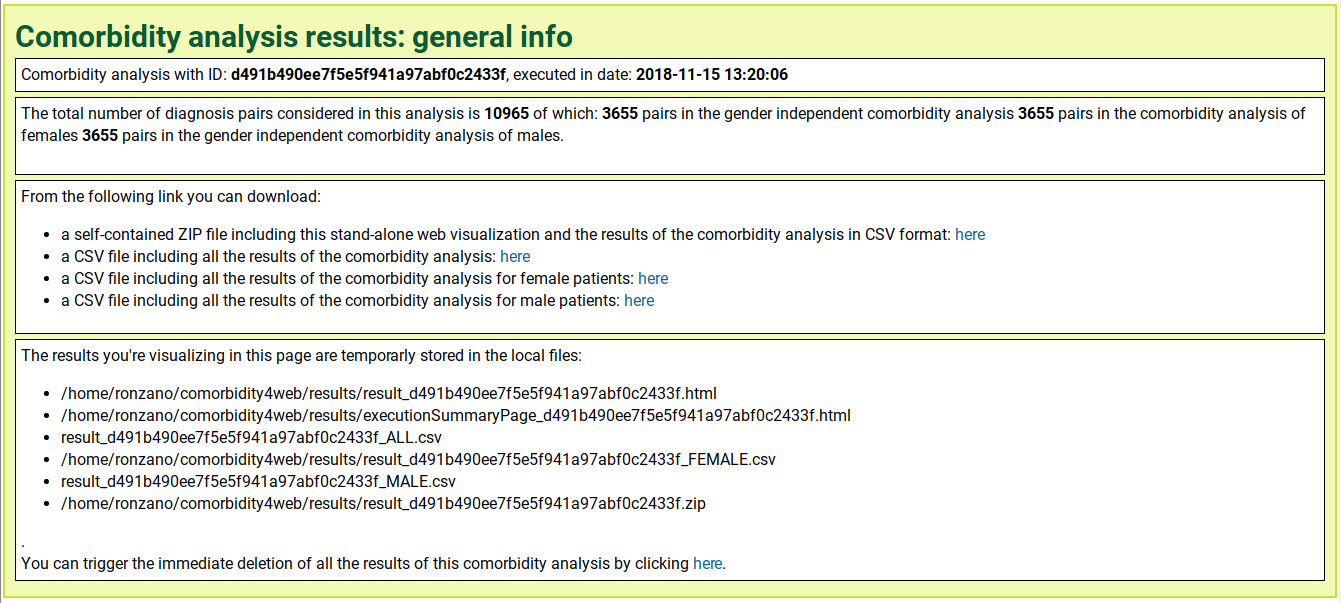 Comorbidity analysis results: general info
Comorbidity analysis with ID: d491b490ee7f5e5f941a97abf0c2433f, executed in date: 2018-11-15 13:20:06
The total number of diagnosis pairs considered in this analysis is 10965 of which: 3655 pairs in the gender independent comorbidity analysis 3655 pairs in the comorbidity analysis of
females 3655 pairs in the gender independent comorbidity analysis of males.
From the following link you can download:
• a self-contained ZIP file including this stand-alone web visualization and the results of the comorbidity analysis in CSV format: here
• a CSV file including all the results of the comorbidity analysis: here
• a CSV file including all the results of the comorbidity analysis for female patients: here
• a CSV file including all the results of the comorbidity analysis for male patients: here
The results you're visualizing in this page are temporarly stored in the local files:
• /home/ronzano/comorbidity4web/results/result_d491b490ee7f5e5f941a97abf0c2433f.html
• /home/ronzano/comorbidity4web/results/executionSummaryPage_d491b490ee7f5e5f941a97abf0c2433f.html
• result_d491b490ee7f5e5f941a97abf0c2433f_ALL.csv
• /home/ronzano/comorbidity4web/results/result_d491b490ee7f5e5f941a97abf0c2433f_FEMALE.csv
• result_d491b490ee7f5e5f941a97abf0c2433f_MALE.csv
• /home/ronzano/comorbidity4web/results/result_d491b490ee7f5e5f941a97abf0c2433f.zip
.
You can trigger the immediate deletion of all the results of this comorbidity analysis by clicking here.